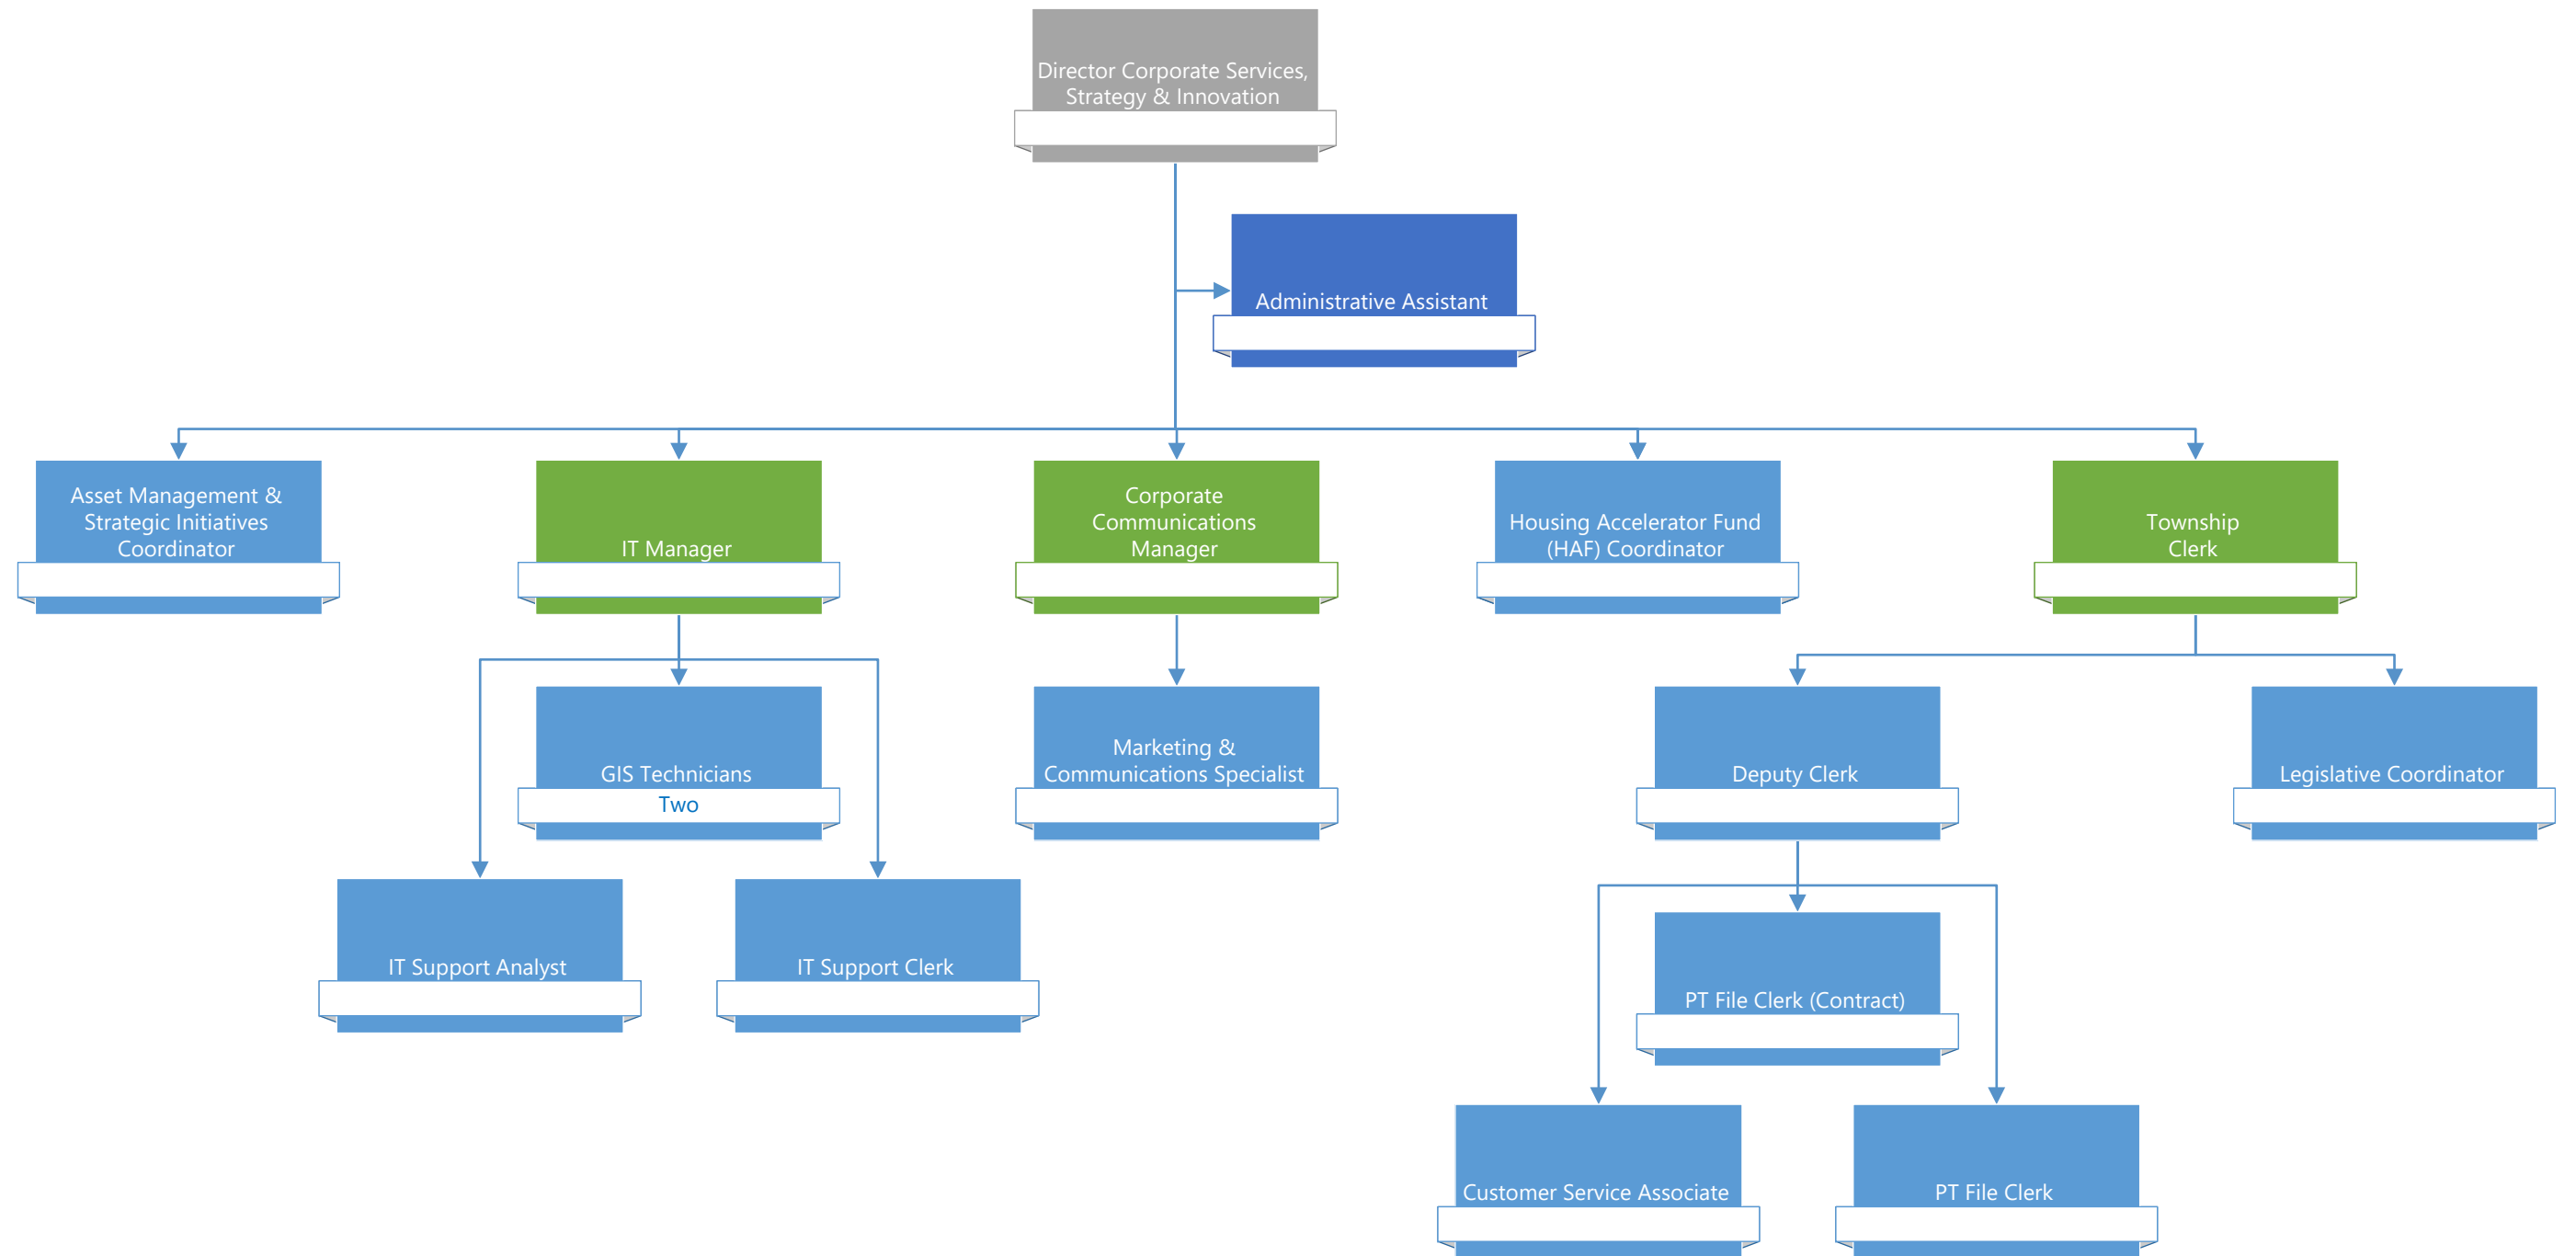 Director Corporate Services,
Strategy & Innovation
Administrative Assistant
Asset Management &
Strategic Initiatives
Coordinator
IT Manager
Corporate
Communications
Manager
Housing Accelerator Fund
(HAF) Coordinator
Township
Clerk
GIS Technicians
Two
Marketing &
Communications Specialist
Deputy Clerk
Legislative Coordinator
IT Support Analyst
IT Support Clerk
PT File Clerk (Contract)
Customer Service Associate
PT File Clerk